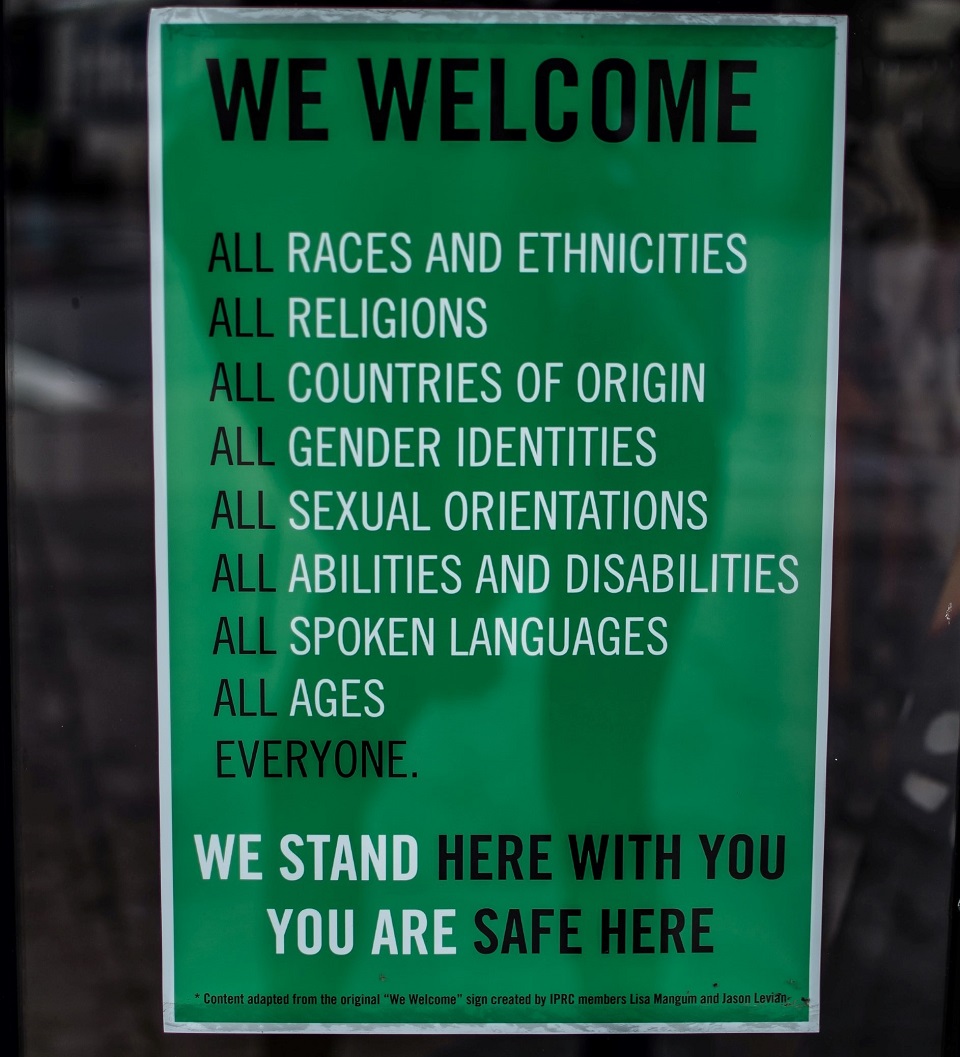 WE WELCOME
ALL RACES AND ETHNICITIES
ALL RELIGIONS
ALL COUNTRIES OF ORIGIN
ALL GENDER IDENTITIES
ALL SEXUAL ORIENTATIONS
ALL ABILITIES AND DISABILITIES
ALL SPOKEN LANGUAGES
ALL AGES
EVERYONE.
WE STAND HERE WITH YOU
YOU ARE SAFE HERE
* Content adapted from the original "We Welcome" sign created by IPRC members Lisa Mangum and Jason Levian.